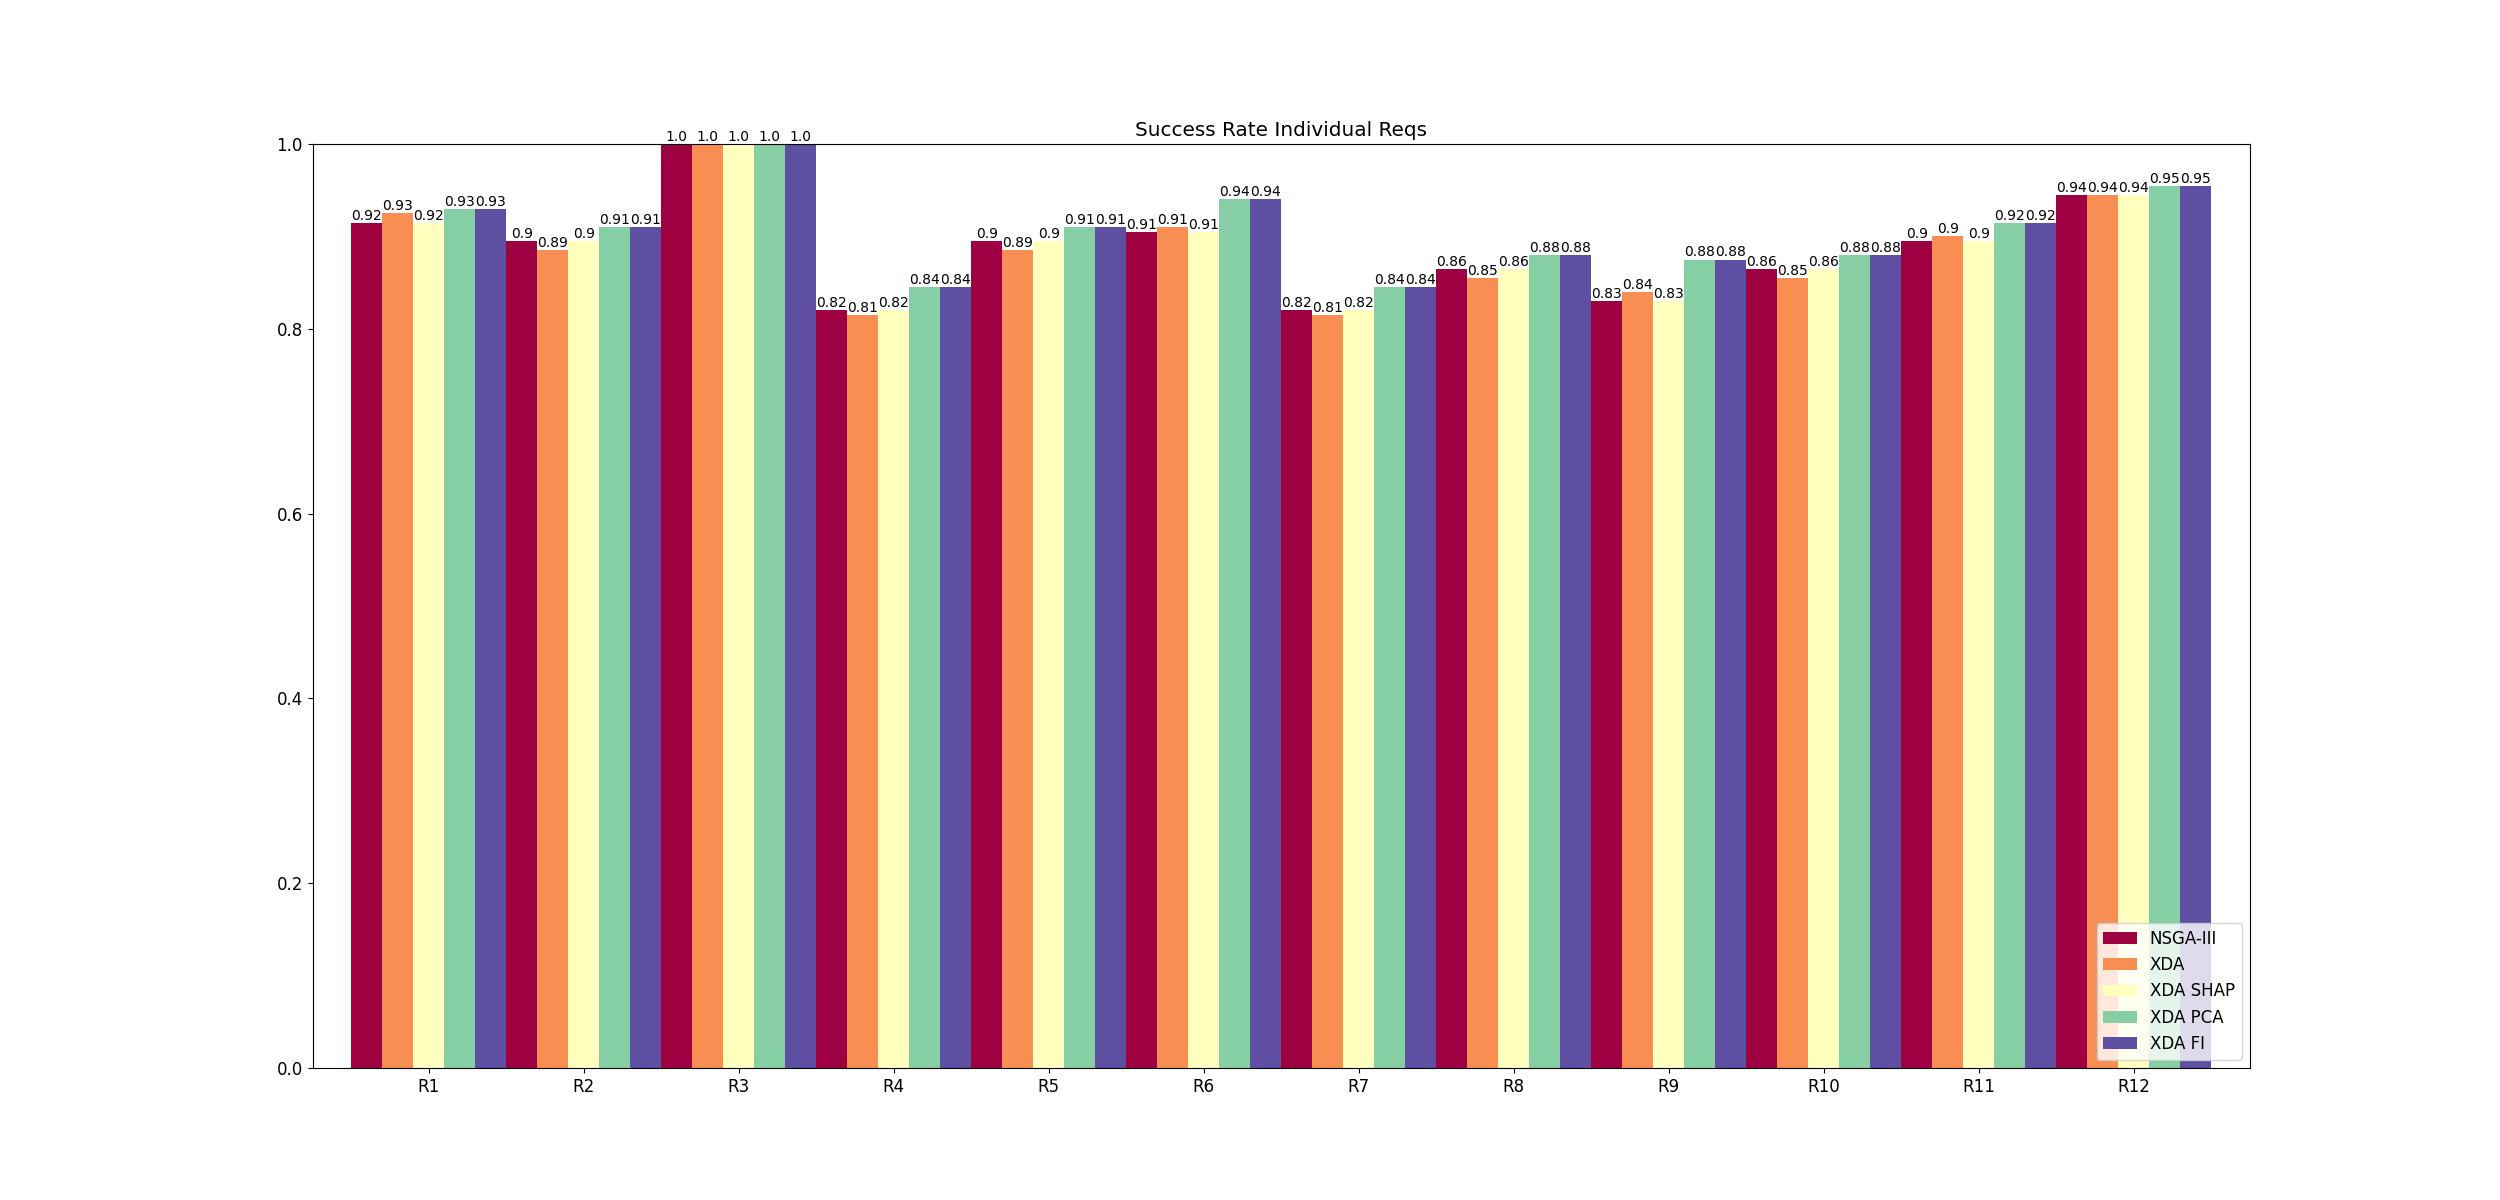 Success Rate Individual Reqs
1.0
0.8
0.6
0.4
0.2
0.0
0.92 0.93 0.92 0.93 0.93
0.9 0.89 0.9 0.91 0.91
1.0 1.0 1.0 1.0 1.0
0.82 0.81 0.82 0.84 0.84
0.9 0.89 0.9 0.91 0.91
0.91 0.91 0.91 0.94 0.94
0.82 0.81 0.82 0.84 0.84
0.86 0.85 0.86 0.88 0.88
0.83 0.84 0.83 0.88 0.88
0.86 0.85 0.86 0.88 0.88
0.9 0.9 0.9 0.92 0.92
0.94 0.94 0.94 0.95 0.95
NSGA-III
XDA
XDA SHAP
XDA PCA
XDA FI
R1 R2 R3 R4 R5 R6 R7 R8 R9 R10 R11 R12